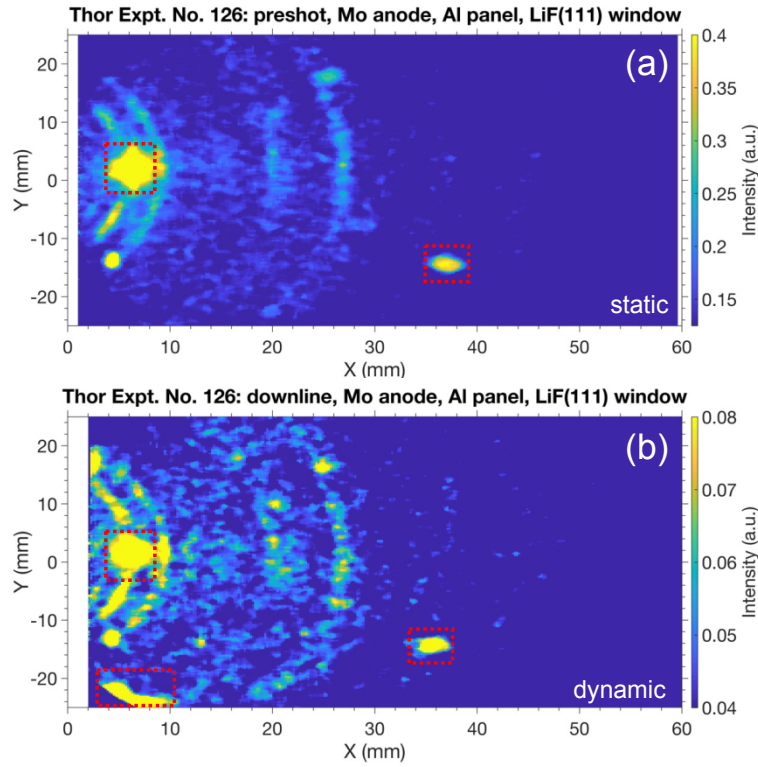 Thor Expt. No. 126: preshot, Mo anode, Al panel, LiF(111) window
(a)
static
20
10
0
-10
-20
Y (mm)
0
10
20
30
40
50
60
X (mm)
0.4
0.35
0.3
0.25
0.2
0.15
Intensity (a.u.)
Thor Expt. No. 126: downline, Mo anode, Al panel, LiF(111) window
(b)
dynamic
20
10
0
-10
-20
Y (mm)
0
10
20
30
40
50
60
X (mm)
0.08
0.07
0.06
0.05
0.04
Intensity (a.u.)